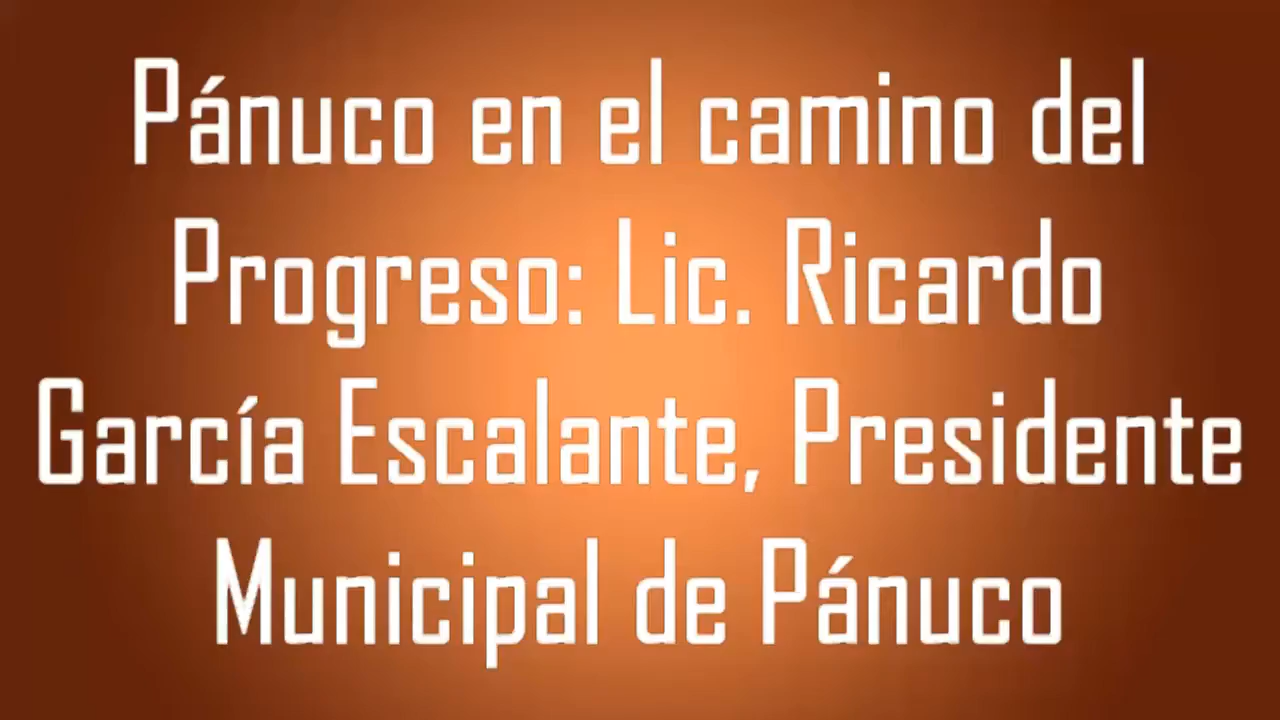 Pánuco en el camino del
Progreso: Lic. Ricardo
García Escalante, Presidente
Municipal de Pánuco